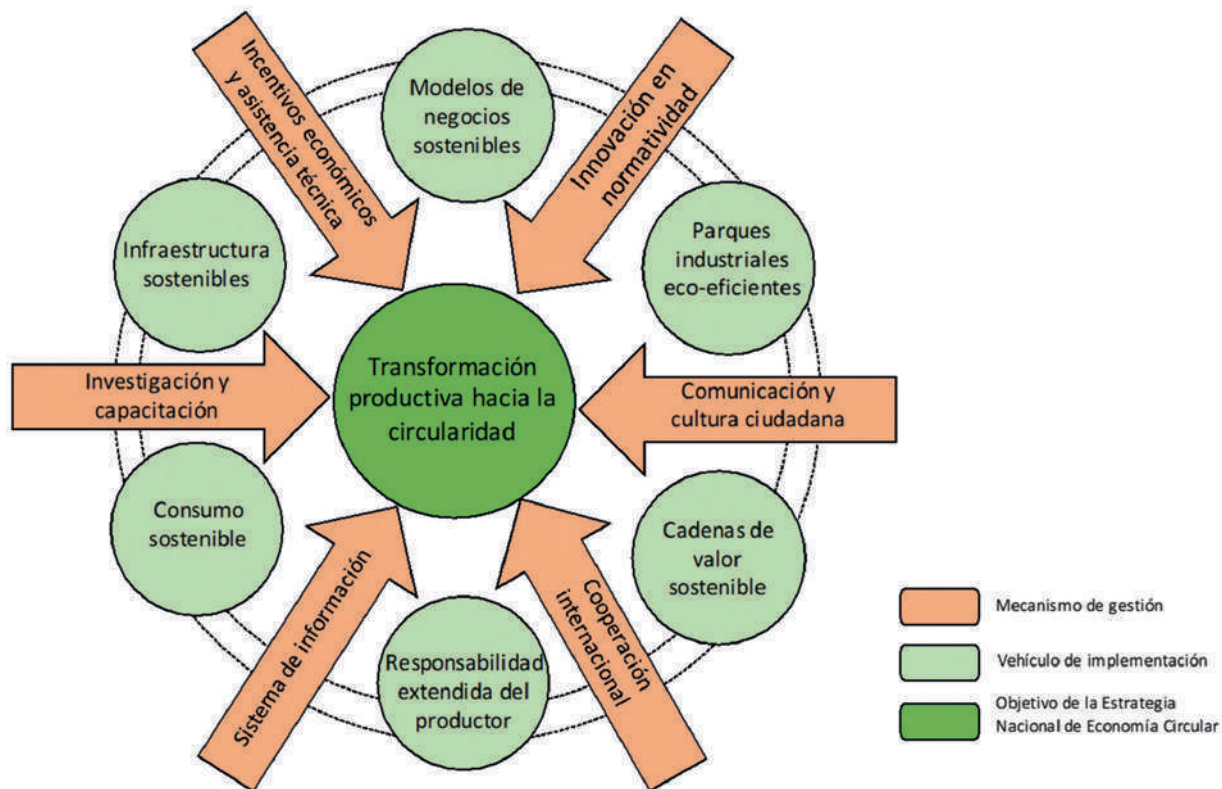 Incentivos económicos
y asistencia técnica
Modelos de
negocios
sostenibles
Innovación en
normatividad
Infraestructura
sostenibles
Parques
industriales
eco-eficientes
Transformación
productiva hacia la
circularidad
Investigación y
capacitación
Comunicación y
cultura ciudadana
Consumo
sostenible
Cadenas de
valor
sostenible
Sistema de información
Responsabilidad
extendida del
productor
Cooperación
internacional
Mecanismo de gestión
Vehículo de implementación
Objetivo de la Estrategia
Nacional de Economía Circular